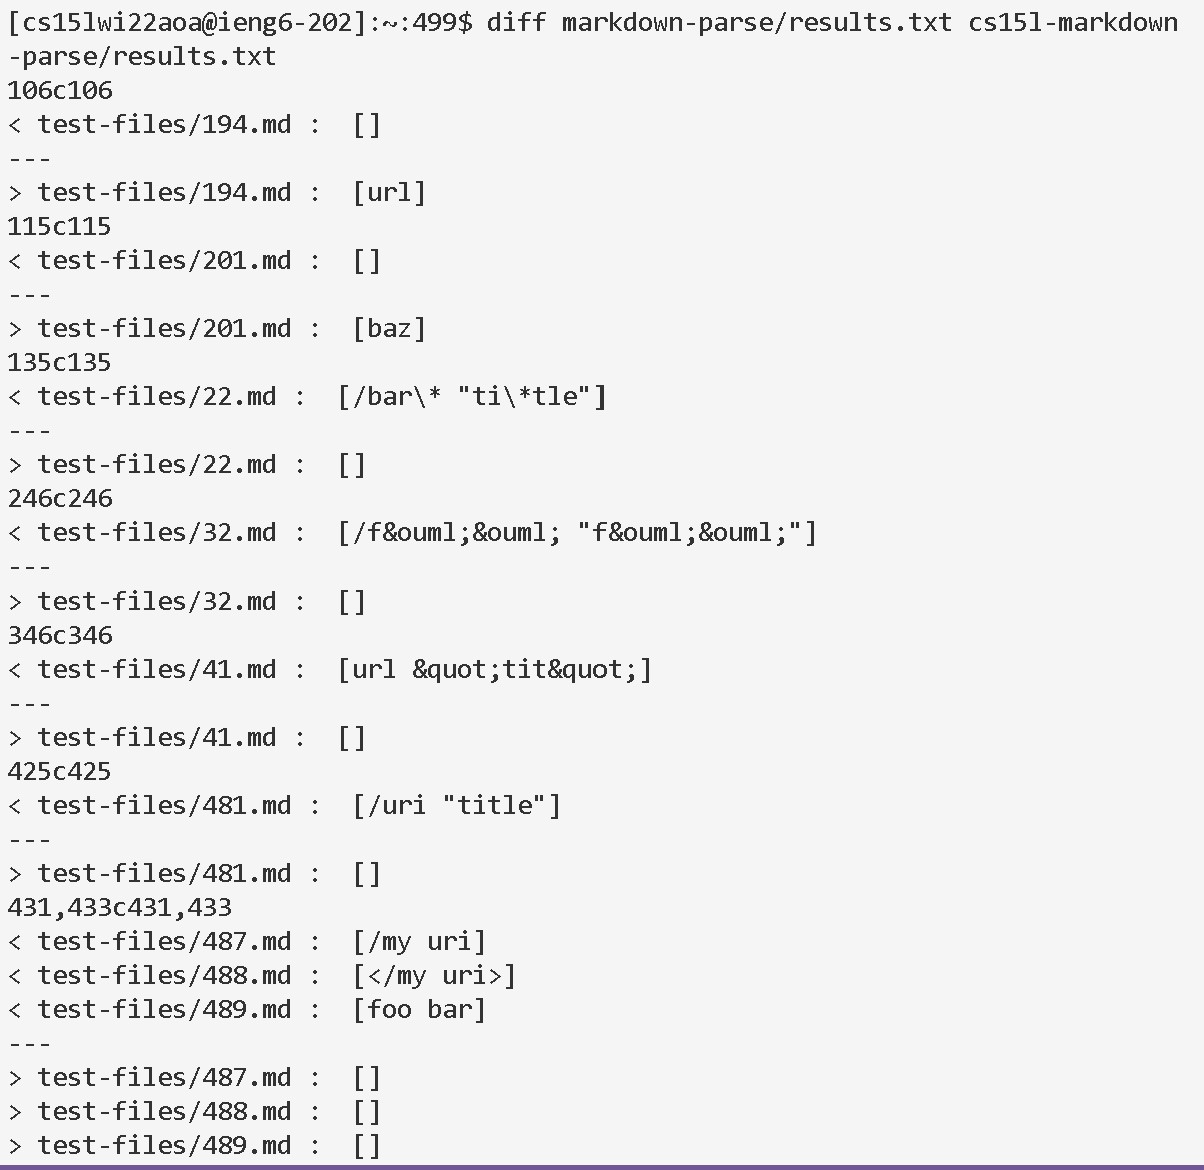 [cs15lwi22aoa@ieng6-202]:~:499$ diff markdown-parse/results.txt cs15l-markdown
-parse/results.txt
106c106
< test-files/194.md :  []
---
> test-files/194.md :  [url]
115c115
< test-files/201.md :  []
---
> test-files/201.md :  [baz]
135c135
< test-files/22.md :  [/bar\* "ti\*tle"]
---
> test-files/22.md :  []
246c246
< test-files/32.md :  [/f&ouml;&ouml; "f&ouml;&ouml;"]
---
> test-files/32.md :  []
346c346
< test-files/41.md :  [url &quot;tit&quot;]
---
> test-files/41.md :  []
425c425
< test-files/481.md :  [/uri "title"]
---
> test-files/481.md :  []
431,433c431,433
< test-files/487.md :  [/my uri]
< test-files/488.md :  [</my uri>]
< test-files/489.md :  [foo bar]
---
> test-files/487.md :  []
> test-files/488.md :  []
> test-files/489.md :  []